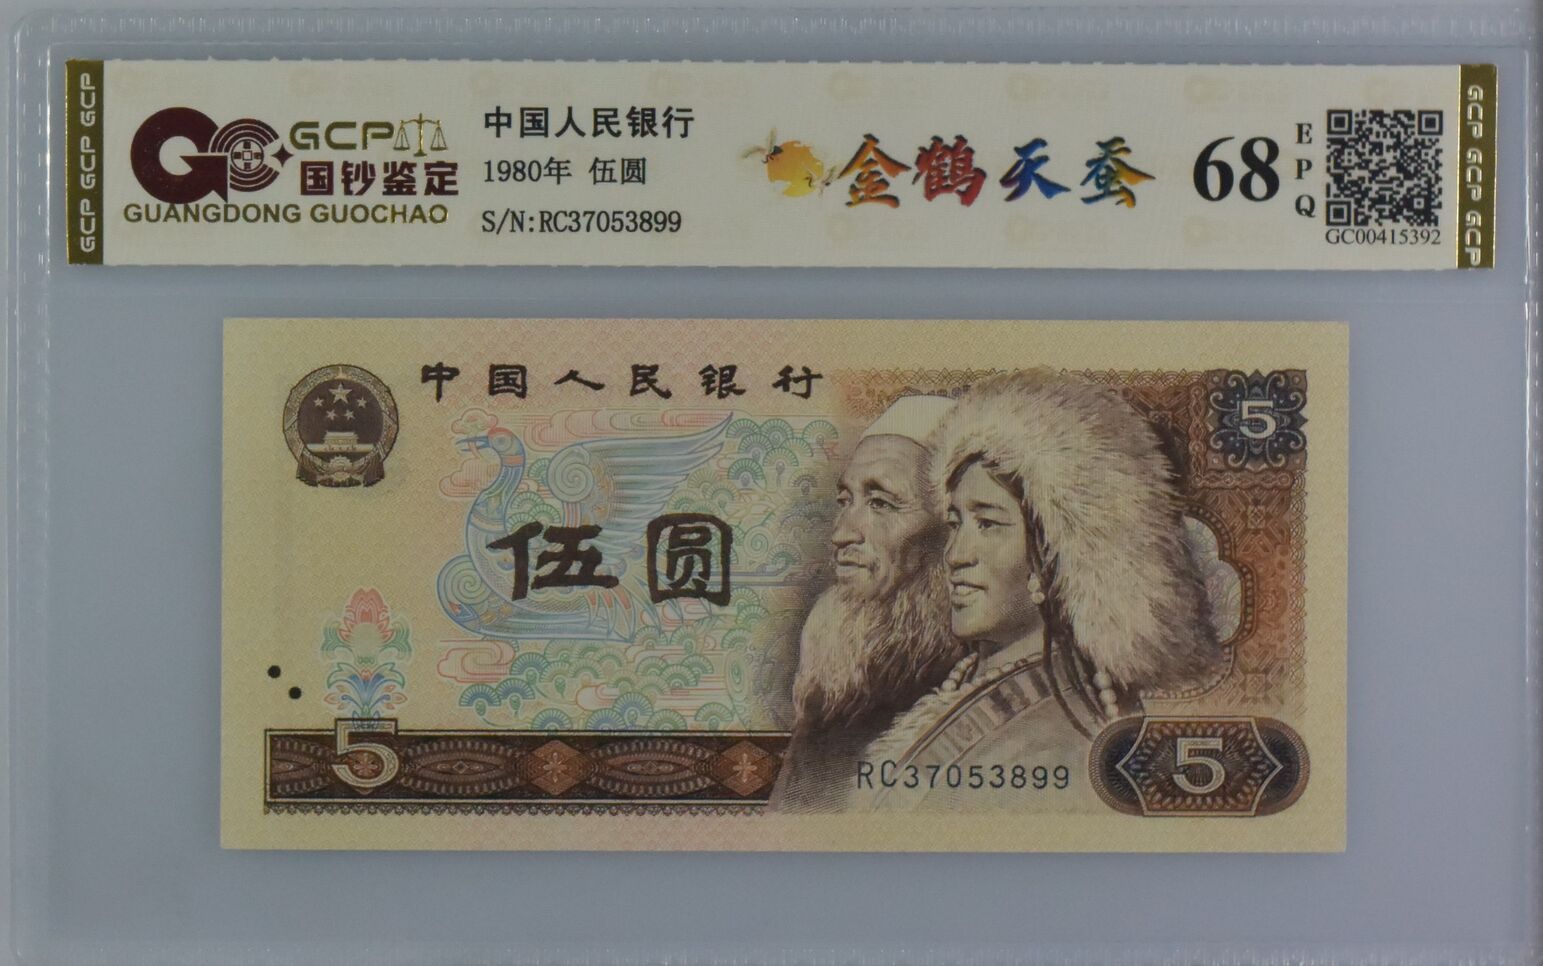 GCP GCP GCP
GCP
国钞鉴定
GUANGDONG GUOCHAO
中国人民银行
1980年 伍圆
S/N:RC37053899
金鹤天蚕
68
EPQ
GC00415392
GCP GCP GCP
中国人民银行
5
伍圆
5
RC37053899
5